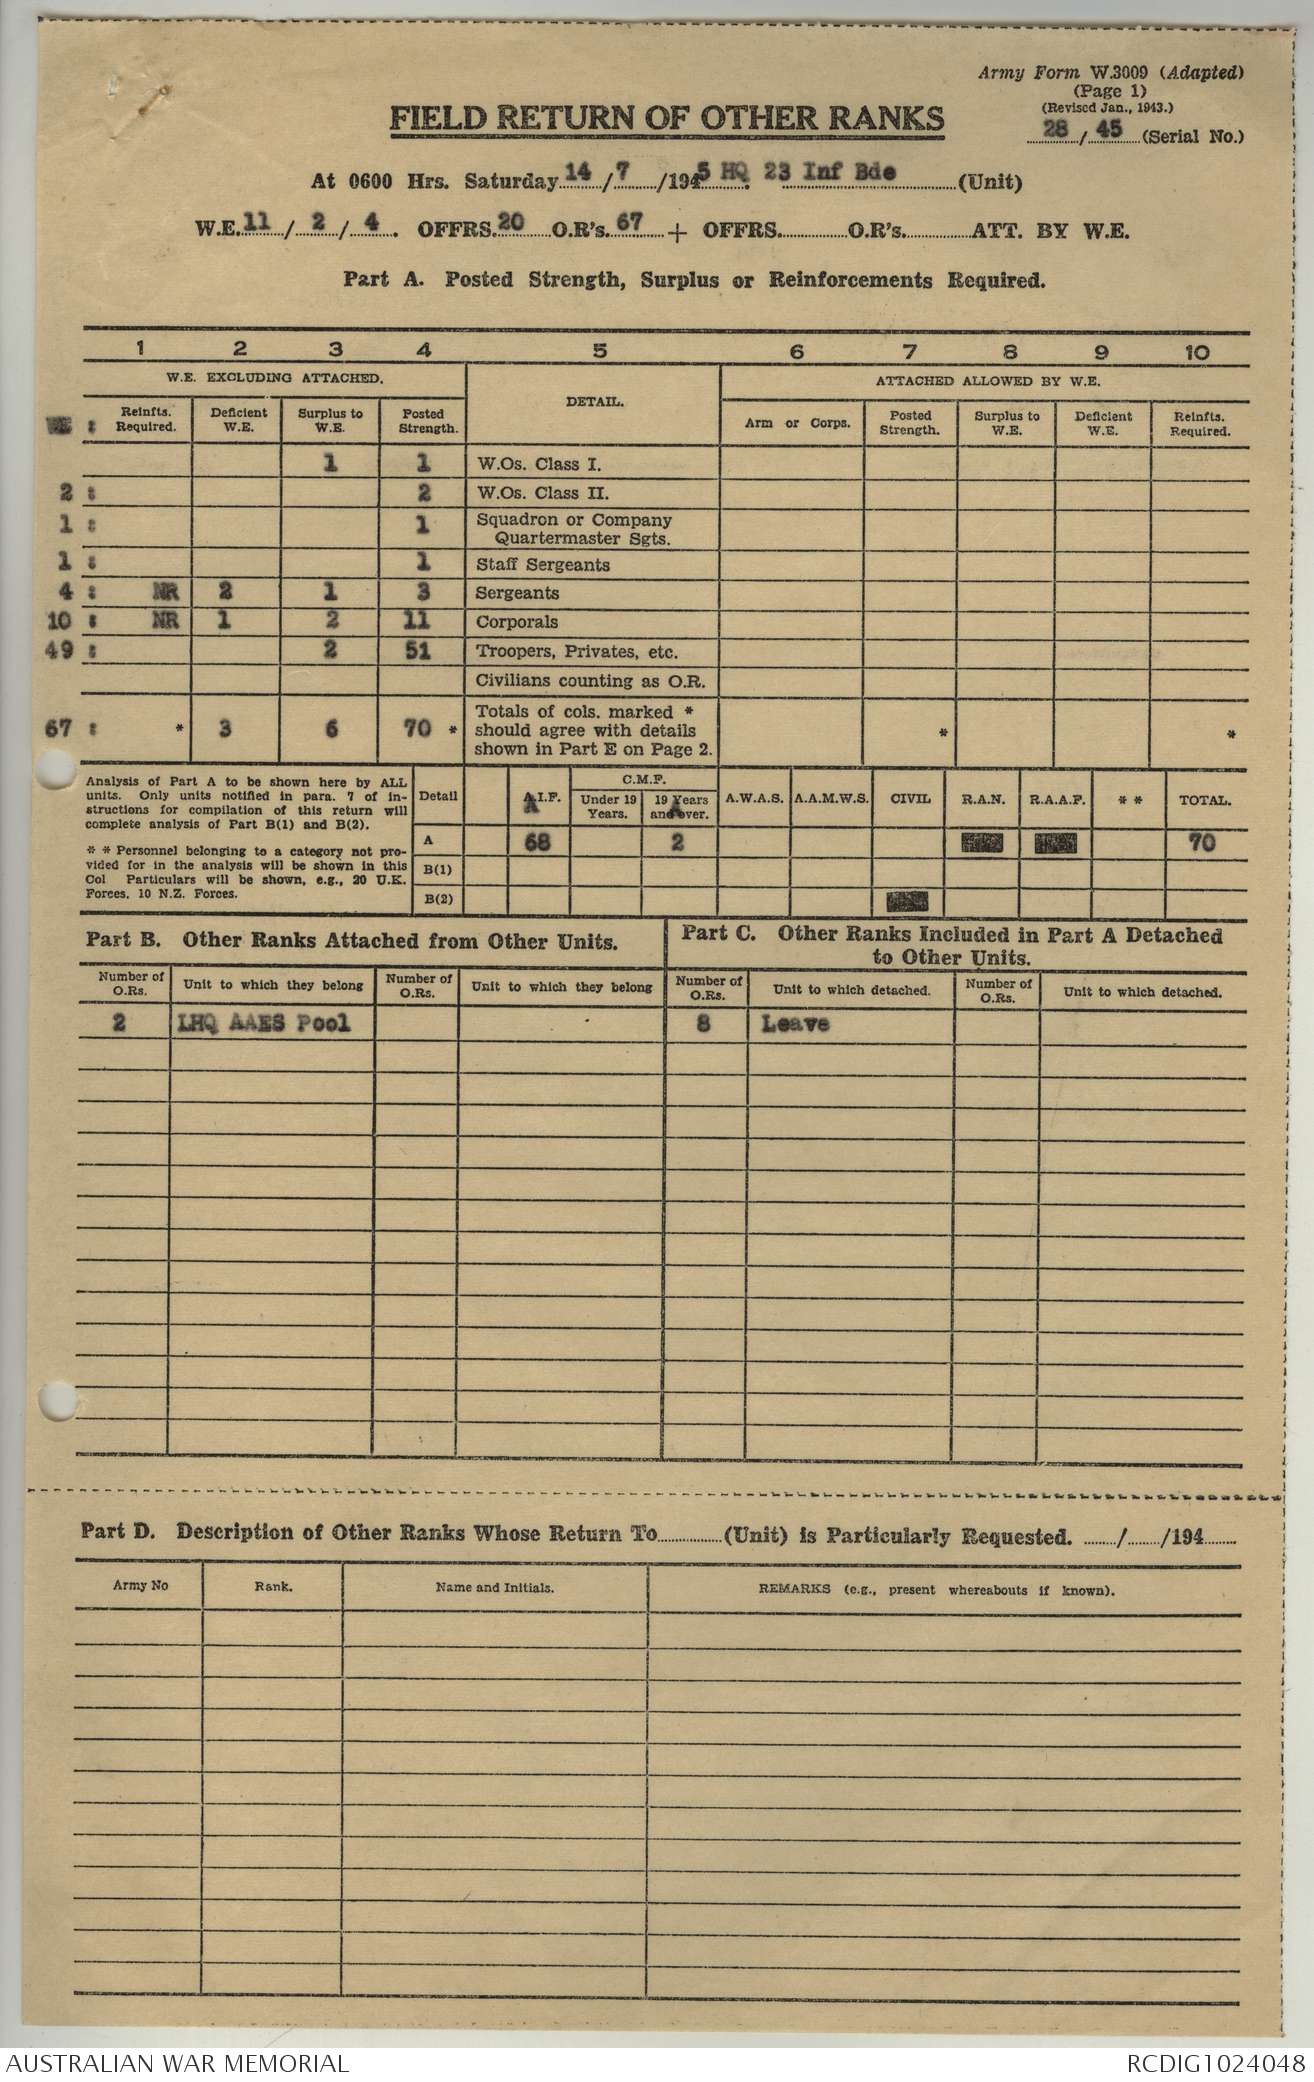 Army Form W.3009 (Adapted)
(Page 1)
(Revised Jan., 1943.)
28/45 (Serial No.)
FIELD RETURN OF OTHER RANKS
At 0600 Hrs. Saturday 14/7/1945 HQ 23 Inf Bde (Unit)
W.E. 11/2/4. OFFRS. 20 O.R's. 67 + OFFRS. O.R's. ATT. BY W.E.
Part A. Posted Strength, Surplus or Reinforcements Required.
1 2 3 4 5 6 7 8 9 10
W.E. EXCLUDING ATTACHED. DETAIL. ATTACHED ALLOWED BY W.E.
WE : Reinfts. Required. Deficient W.E. Surplus to W.E. Posted Strength. Arm or Corps. Posted Strength. Surplus to W.E. Deficient W.E. Reinfts. Required.
1 1 W.Os. Class I.
2 : 2 W.Os. Class II.
1 : 1 Squadron or Company
Quartermaster Sgts.
1 : 1 Staff Sergeants
4 : NR 2 1 3 Sergeants
10 : NR 1 2 11 Corporals
49 : 2 51 Troopers, Privates, etc.
Civilians counting as O.R.
Totals of cols. marked *
67 : * 3 6 70 * should agree with details * *
shown in Part E on Page 2.
Analysis of Part A to be shown here by ALL
units. Only units notified in para. 7 of in-
structions for compilation of this return will
complete analysis of Part B(1) and B(2).
* * Personnel belonging to a category not pro-
vided for in the analysis will be shown in this
Col Particulars will be shown, e.g., 20 U.K.
Forces, 10 N.Z. Forces.
Detail A.I.F. C.M.F. Under 19 Years. 19 Years and over. A.W.A.S. A.A.M.W.S. CIVIL R.A.N. R.A.A.F. * * TOTAL.
A 68 2 70
B(1)
B(2)
Part B. Other Ranks Attached from Other Units.
Part C. Other Ranks Included in Part A Detached
to Other Units.
Number of O.Rs. Unit to which they belong Number of O.Rs. Unit to which they belong Number of O.Rs. Unit to which detached. Number of O.Rs. Unit to which detached.
2 LHQ AAES Pool 8 Leave
Part D. Description of Other Ranks Whose Return To (Unit) is Particularly Requested. / /194
Army No Rank. Name and Initials. REMARKS (e.g., present whereabouts if known).
AUSTRALIAN WAR MEMORIAL RCDIG1024048